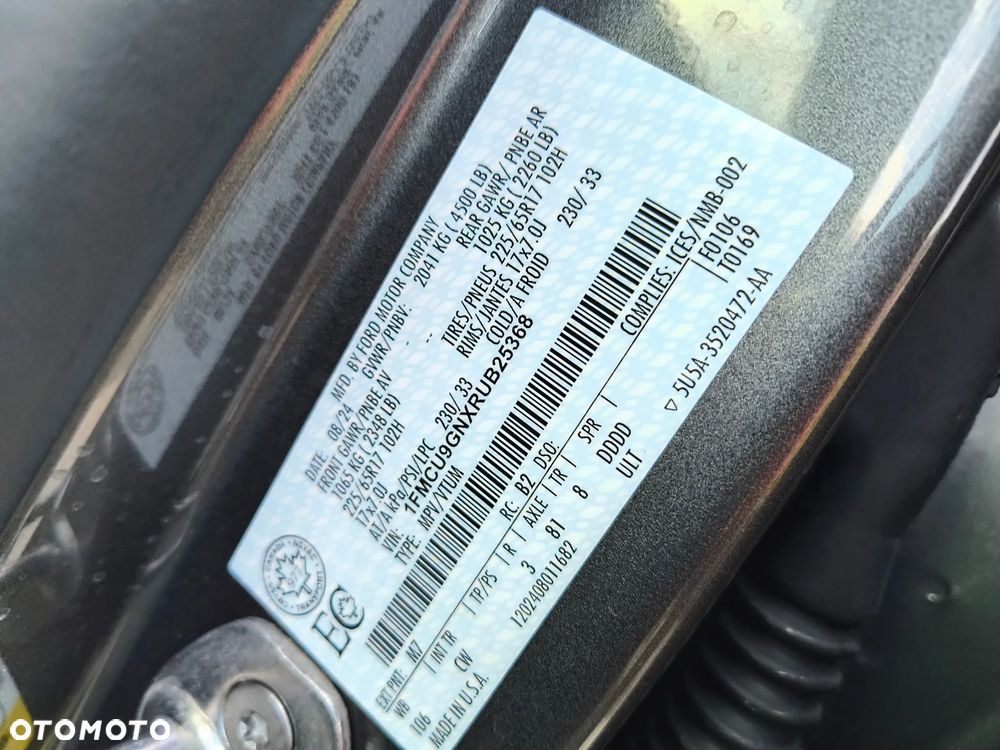 MFD. BY FORD MOTOR COMPANY
DATE: 08/24 GVWR/PNBV: 2041 KG ( 4500 LB)
FRONT GAWR/PNBE AV REAR GAWR/ PNBE AR
1065 KG ( 2348 LB) 1025 KG ( 2260 LB)
225/65R17 102H TIRES/PNEUS 225/65R17 102H
17x7.0J RIMS/JANTES 17x7.0J
AT/A kPa/PSI/LPC 230/ 33 COLD/A FROID 230/ 33
VIN: 1FMCU9GNXRUB25368
TYPE: MPV/VTUM
COMPLIES: ICES/NMB-002
EXT PNT: M7 RC: B2 DSO: F0106
T0169
WB INT TR TP/PS R AXLE TR SPR
106 CW 3 81 8 DDDD
MADE IN U.S.A. 1202408011682 ULT
▽ 5U5A-3520472-AA
CANADA
TRANSPORT
EC
OTOMOTO